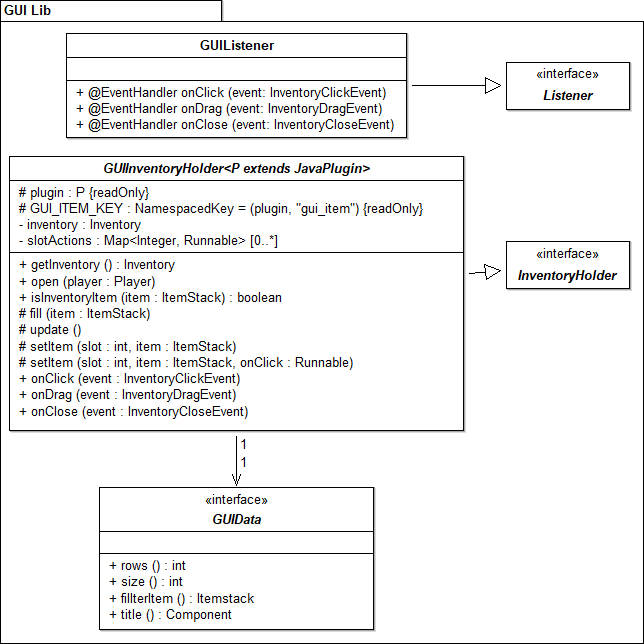 GUI Lib
GUIListener
+ @EventHandler onClick (event: InventoryClickEvent)
+ @EventHandler onDrag (event: InventoryDragEvent)
+ @EventHandler onClose (event: InventoryCloseEvent)
«interface»
Listener
GUIInventoryHolder<P extends JavaPlugin>
# plugin : P {readOnly}
# GUI_ITEM_KEY : NamespacedKey = (plugin, "gui_item") {readOnly}
- inventory : Inventory
- slotActions : Map<Integer, Runnable> [0..*]
+ getInventory () : Inventory
+ open (player : Player)
+ isInventoryItem (item : ItemStack) : boolean
# fill (item : ItemStack)
# update ()
# setItem (slot : int, item : ItemStack)
# setItem (slot : int, item : ItemStack, onClick : Runnable)
+ onClick (event : InventoryClickEvent)
+ onDrag (event : InventoryDragEvent)
+ onClose (event : InventoryCloseEvent)
«interface»
InventoryHolder
1
1
«interface»
GUIData
+ rows () : int
+ size () : int
+ fillterItem () : Itemstack
+ title () : Component